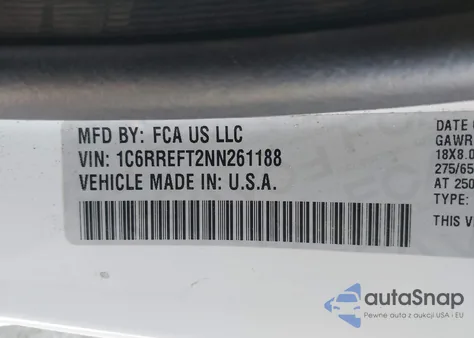 MFD BY: FCA US LLC
VIN: 1C6RREFT2NN261188
VEHICLE MADE IN: U.S.A.
DATE O
GAWR
18X8.0
275/65
AT 250
TYPE:
THIS V
autoSnap
Pewne auta z aukcji USA i EU